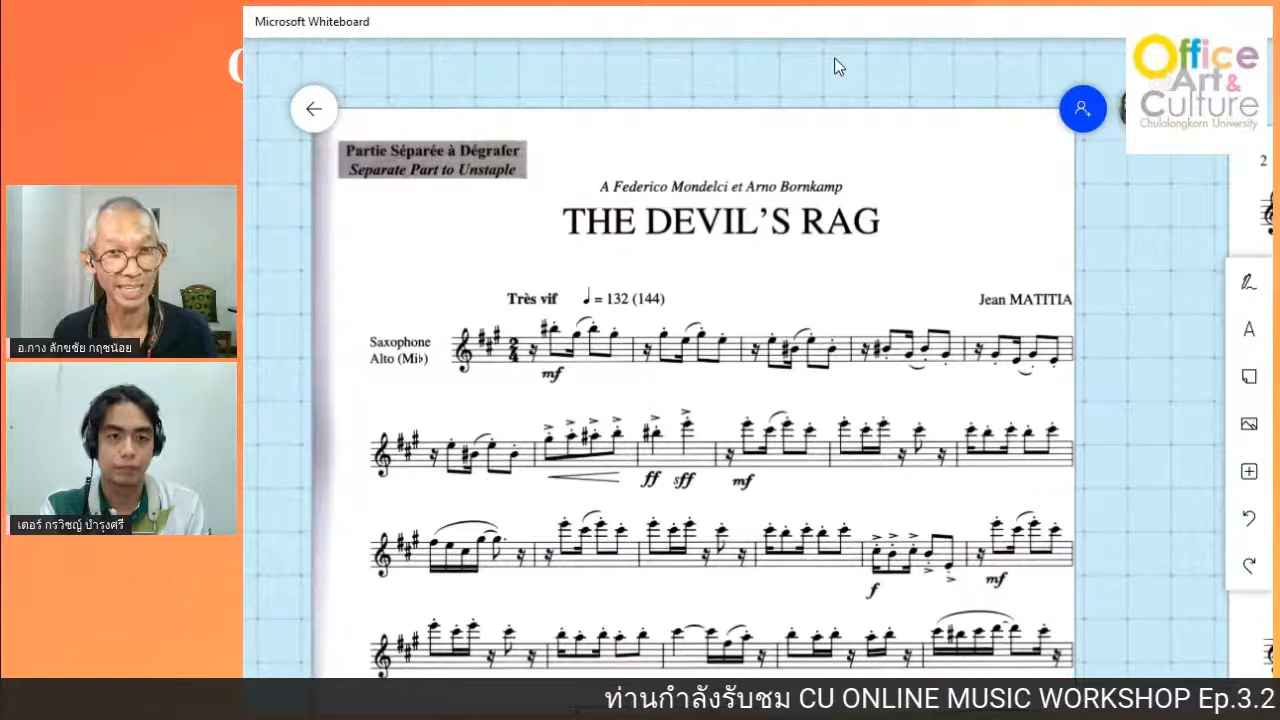 Microsoft Whiteboard
Office
Art &
Culture
Chulalongkorn University
Partie Séparée à Dégrafer
Separate Part to Unstaple
A Federico Mondelci et Arno Bornkamp
THE DEVIL'S RAG
Très vif ♩ = 132 (144)
Jean MATITIA
Saxophone
Alto (Mi♭)
2
4
mf
ff sff mf
f mf
2
A
อ.กาง ลักขชัย กฤชน้อย
เตอร์ กรวิชญ์ บำรุงศรี
ท่านกำลังรับชม CU ONLINE MUSIC WORKSHOP Ep.3.2